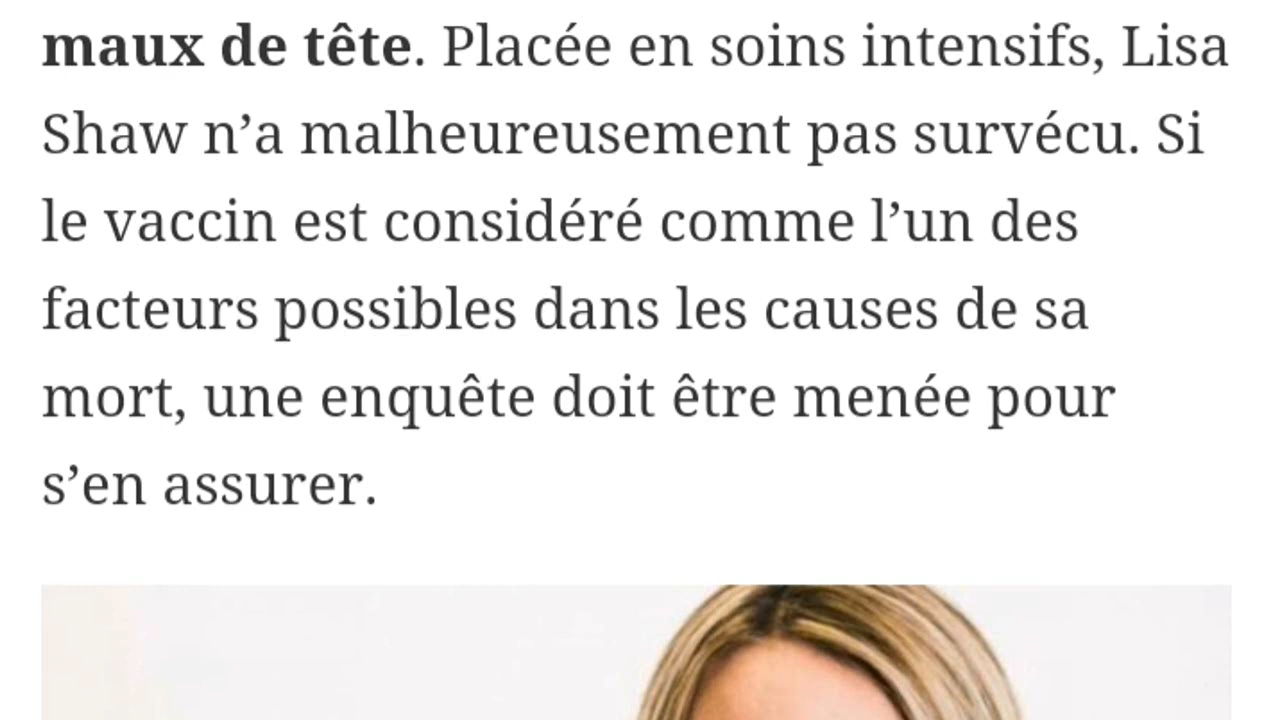 maux de tête. Placée en soins intensifs, Lisa
Shaw n’a malheureusement pas survécu. Si
le vaccin est considéré comme l’un des
facteurs possibles dans les causes de sa
mort, une enquête doit être menée pour
s’en assurer.